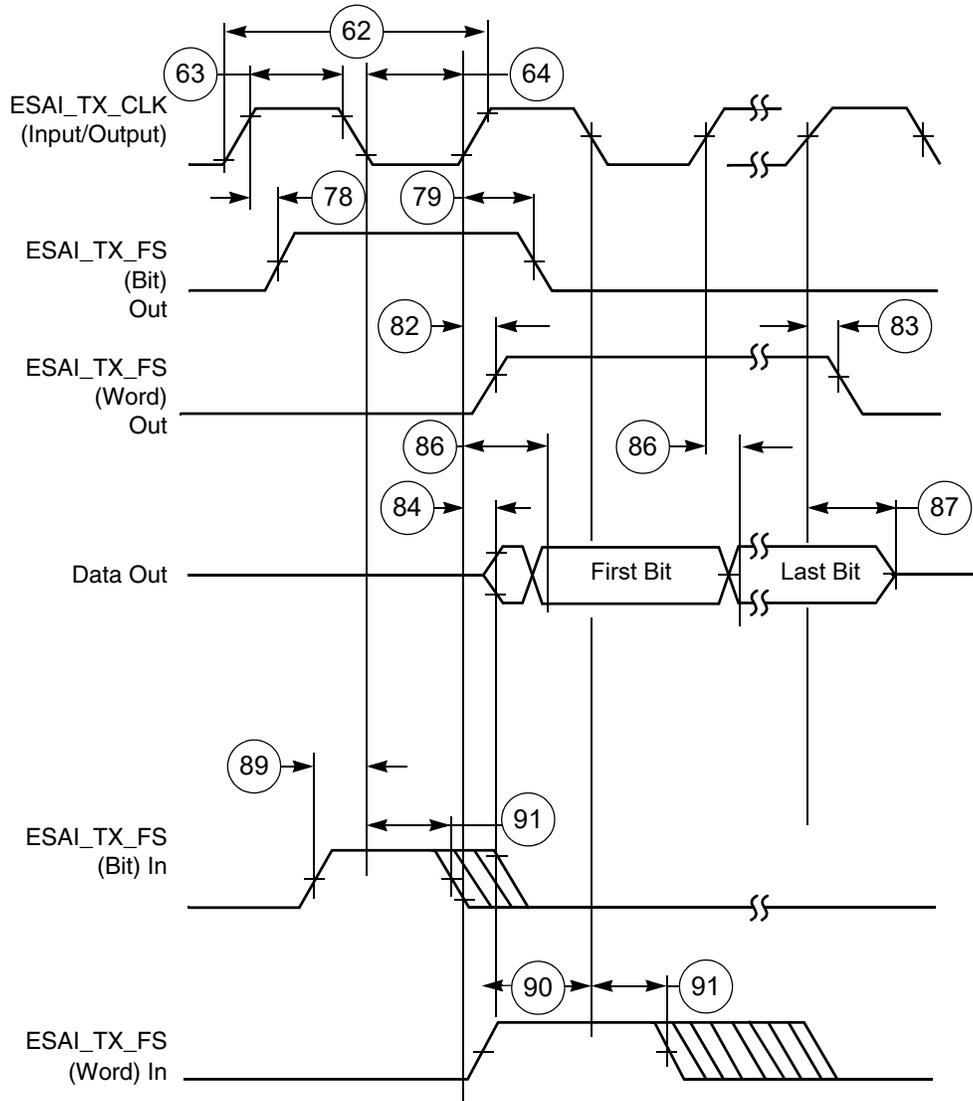 62
63
64
ESAI_TX_CLK
(Input/Output)
78
79
ESAI_TX_FS
(Bit)
Out
82
83
ESAI_TX_FS
(Word)
Out
86
86
84
87
Data Out
First Bit
Last Bit
89
91
ESAI_TX_FS
(Bit) In
90
91
ESAI_TX_FS
(Word) In